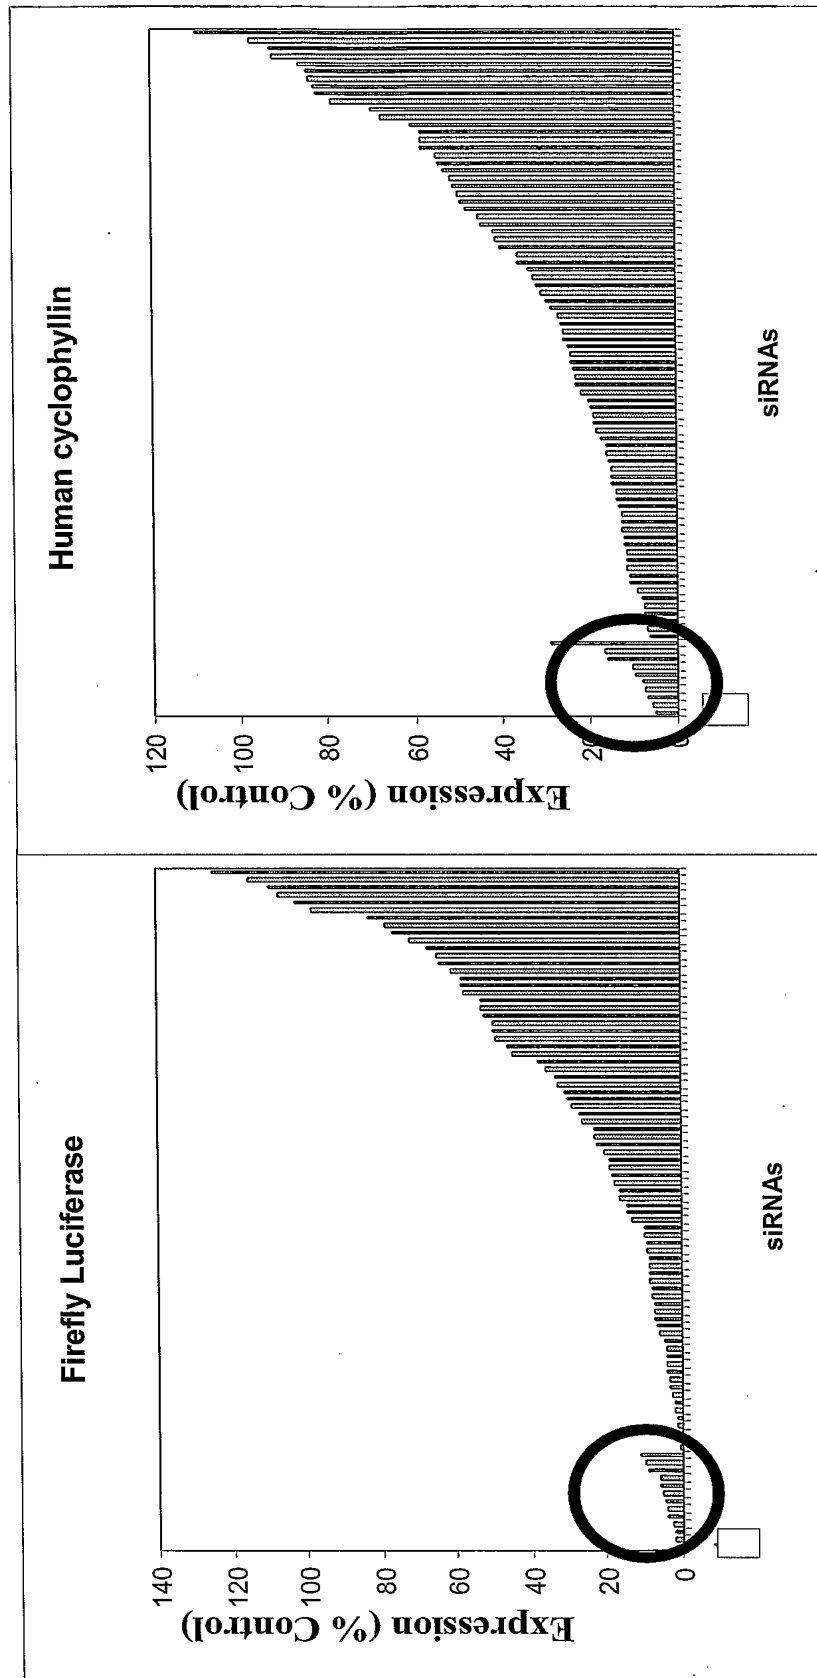 Firefly Luciferase
Expression (% Control)
140
120
100
80
60
40
20
0
siRNAs
Human cyclophyllin
Expression (% Control)
120
100
80
60
40
20
0
siRNAs